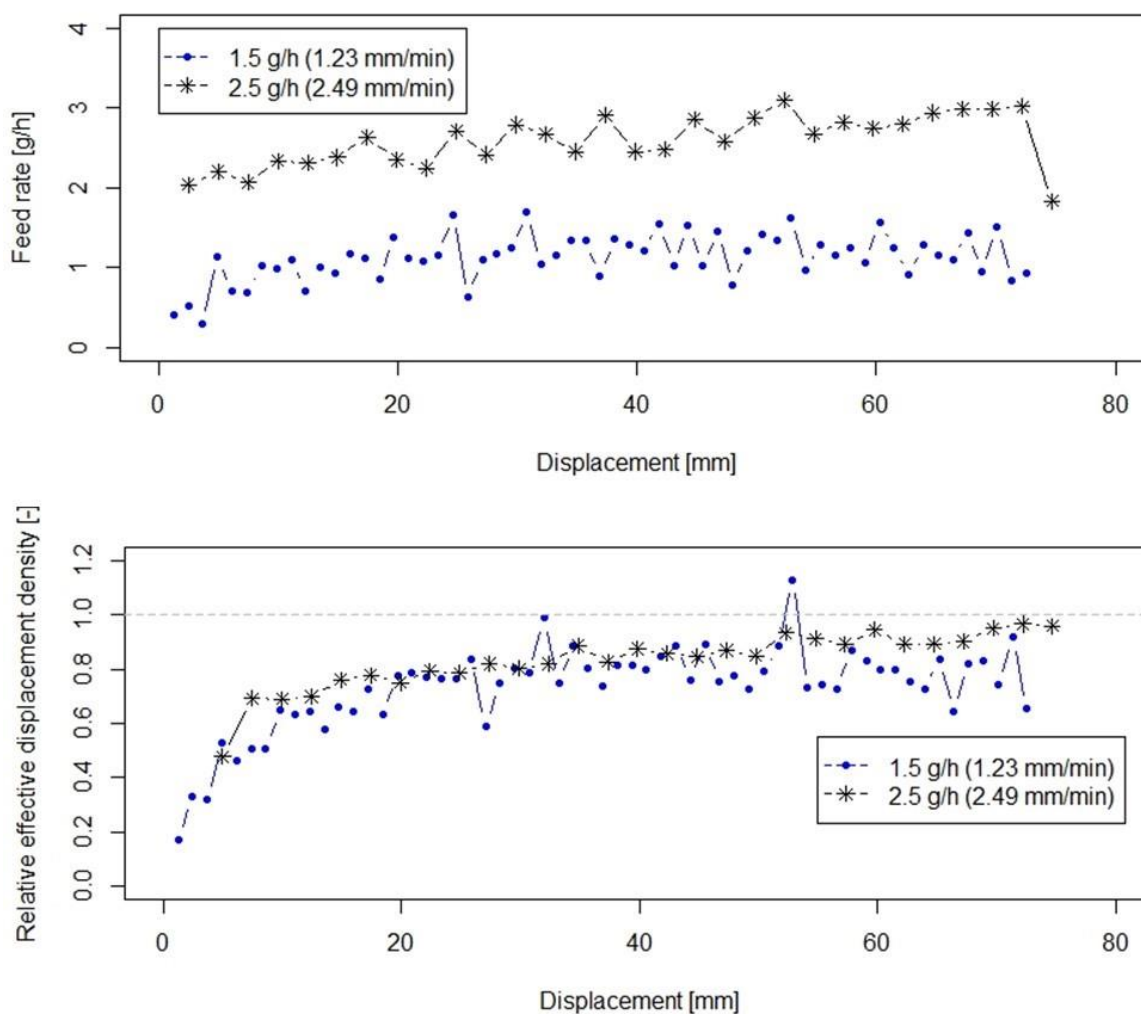 Feed rate [g/h]
4
3
2
1
0
1.5 g/h (1.23 mm/min)
2.5 g/h (2.49 mm/min)
0 20 40 60 80
Displacement [mm]
Relative effective displacement density [-]
1.2
1.0
0.8
0.6
0.4
0.2
0.0
1.5 g/h (1.23 mm/min)
2.5 g/h (2.49 mm/min)
0 20 40 60 80
Displacement [mm]